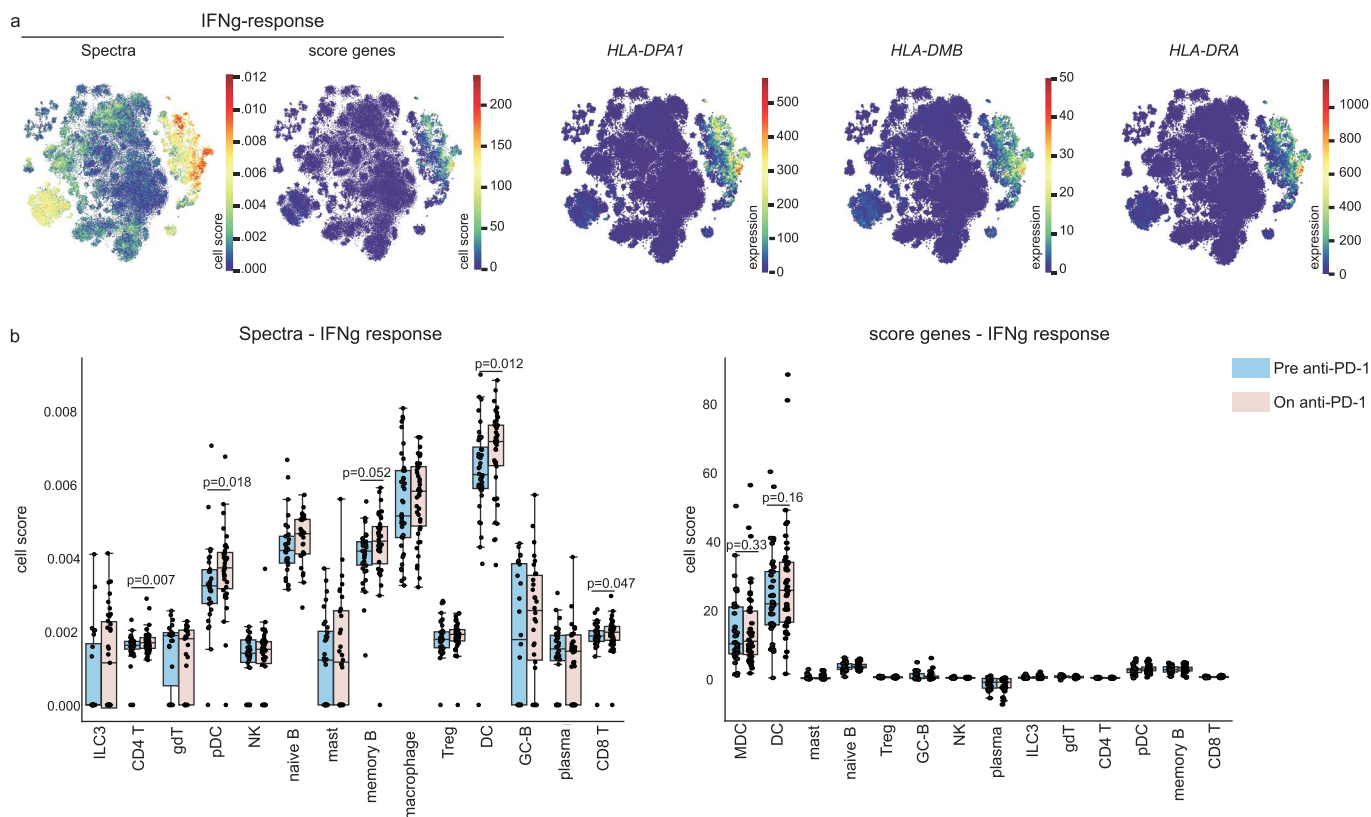 a
IFNg-response
Spectra
score genes
HLA-DPA1
HLA-DMB
HLA-DRA
.012
.010
.008
.006
.004
.002
.000
cell score
200
150
100
50
0
cell score
500
400
300
200
100
0
expression
50
40
30
20
10
0
expression
1000
800
600
400
200
0
expression
b
Spectra - IFNg response
cell score
0.008
0.006
0.004
0.002
0.000
p=0.007
p=0.018
p=0.052
p=0.012
p=0.047
ILC3
CD4 T
gdT
pDC
NK
naive B
mast
memory B
macrophage
Treg
DC
GC-B
plasma
CD8 T
score genes - IFNg response
cell score
80
60
40
20
0
p=0.33
p=0.16
MDC
DC
mast
naive B
Treg
GC-B
NK
plasma
ILC3
gdT
CD4 T
pDC
memory B
CD8 T
Pre anti-PD-1
On anti-PD-1